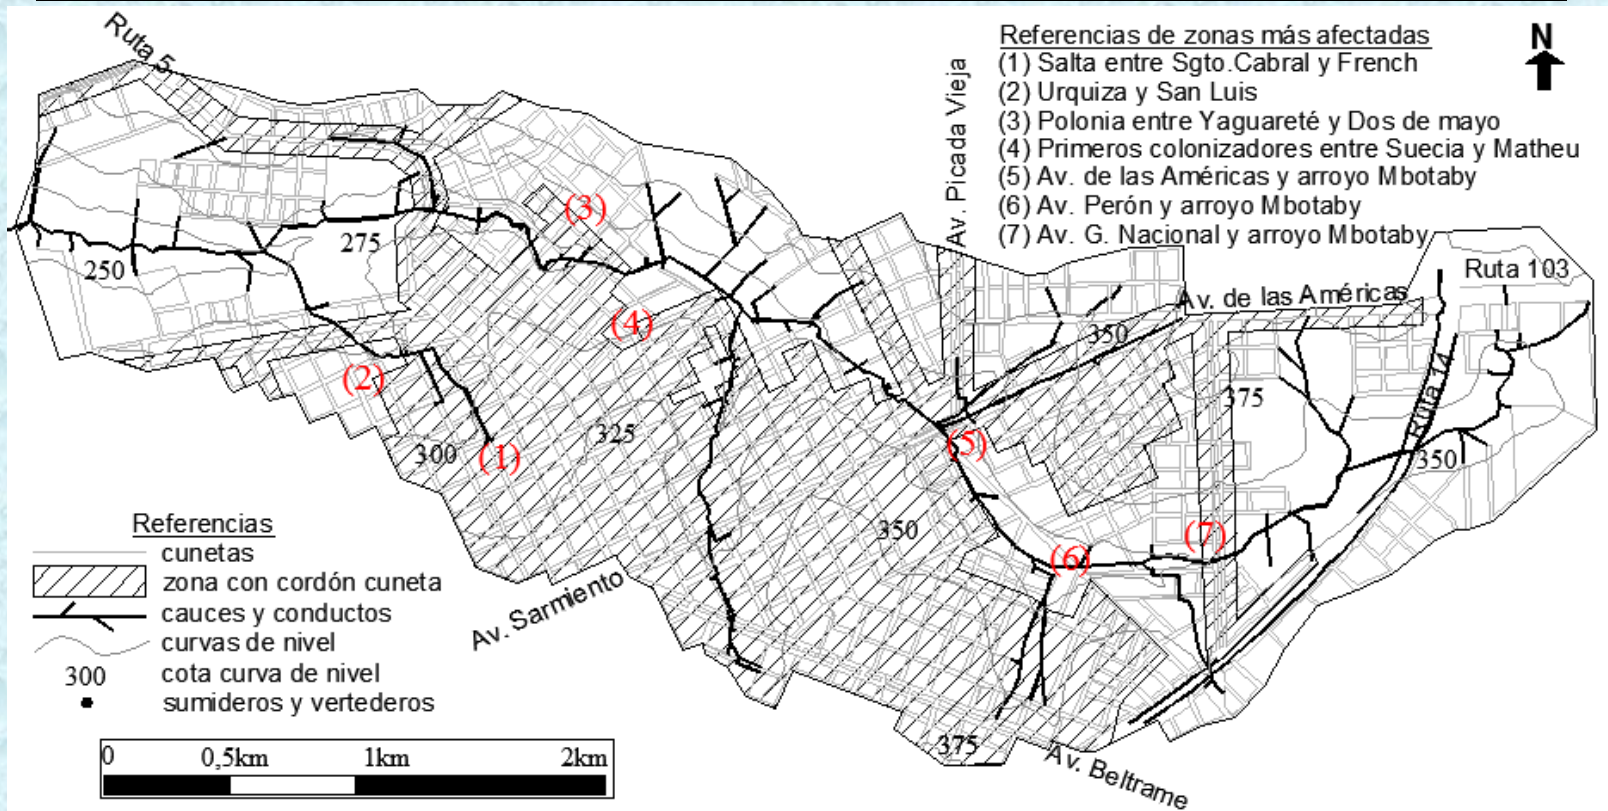 Ruta 5
Av. Picada Vieja
Referencias de zonas más afectadas
(1) Salta entre Sgto.Cabral y French
(2) Urquiza y San Luis
(3) Polonia entre Yaguareté y Dos de mayo
(4) Primeros colonizadores entre Suecia y Matheu
(5) Av. de las Américas y arroyo Mbotaby
(6) Av. Perón y arroyo Mbotaby
(7) Av. G. Nacional y arroyo Mbotaby
N
(3)
275
250
Ruta 103
Av. de las Américas
(4)
350
(2)
375
Ruta 14
325
300
(1)
(5)
350
350
(7)
(6)
Av. Sarmiento
375
Av. Beltrame
Referencias
cunetas
zona con cordón cuneta
cauces y conductos
curvas de nivel
300 cota curva de nivel
sumideros y vertederos
0 0,5km 1km 2km